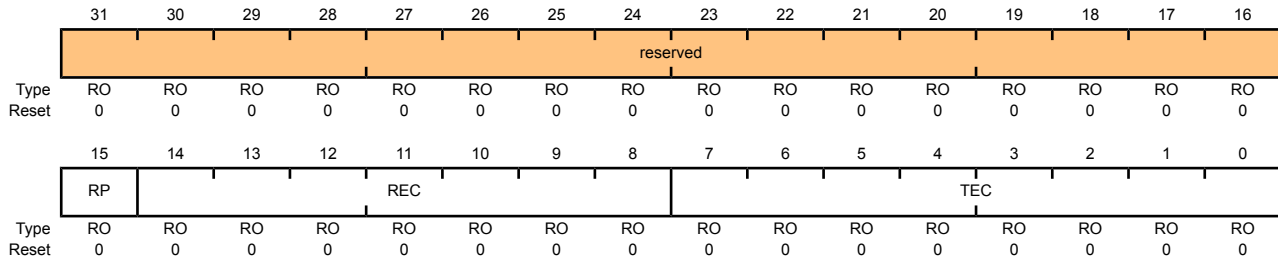 31 30 29 28 27 26 25 24 23 22 21 20 19 18 17 16
reserved
Type RO RO RO RO RO RO RO RO RO RO RO RO RO RO RO RO
Reset 0 0 0 0 0 0 0 0 0 0 0 0 0 0 0 0
15 14 13 12 11 10 9 8 7 6 5 4 3 2 1 0
RP REC TEC
Type RO RO RO RO RO RO RO RO RO RO RO RO RO RO RO RO
Reset 0 0 0 0 0 0 0 0 0 0 0 0 0 0 0 0